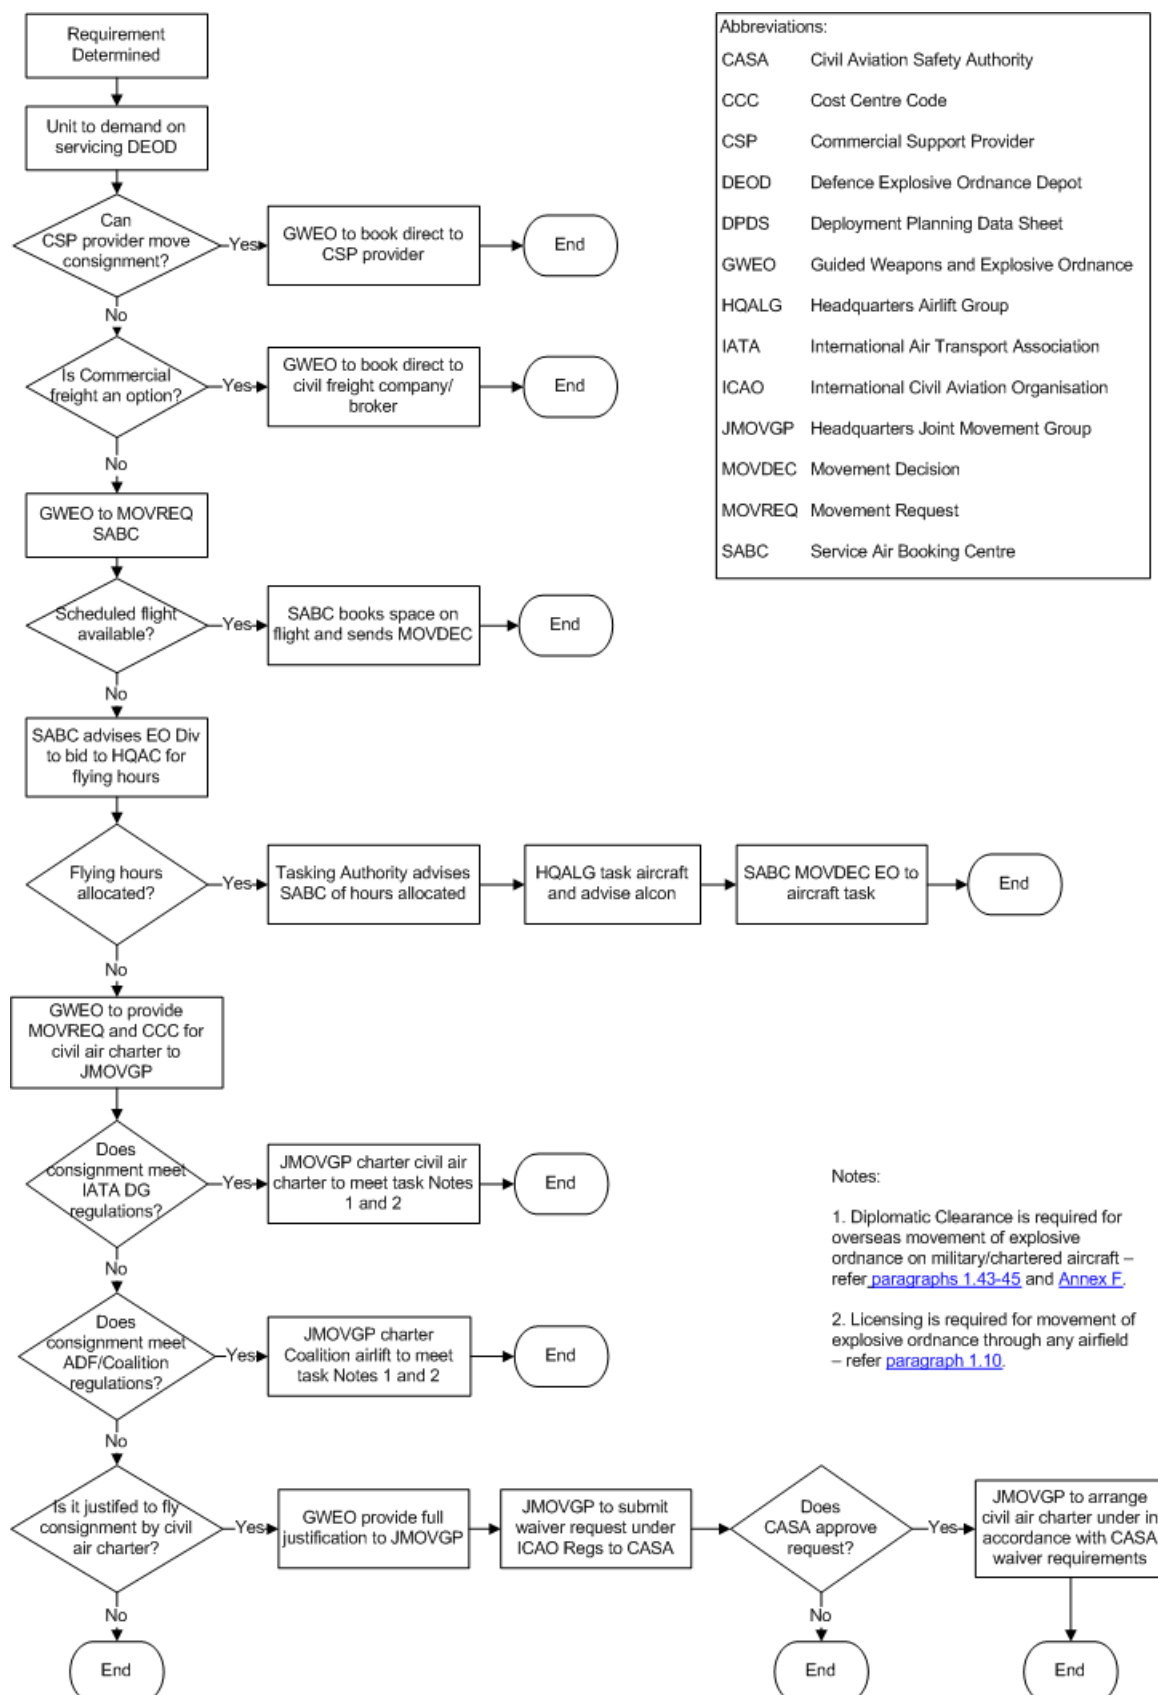 Requirement
Determined
Unit to demand on
servicing DEOD
Can
CSP provider move
consignment?
Yes
GWEO to book direct to
CSP provider
End
No
Is Commercial
freight an option?
Yes
GWEO to book direct to
civil freight company/
broker
End
No
GWEO to MOVREQ
SABC
Scheduled flight
available?
Yes
SABC books space on
flight and sends MOVDEC
End
No
SABC advises EO Div
to bid to HQAC for
flying hours
Flying hours
allocated?
Yes
Tasking Authority advises
SABC of hours allocated
HQALG task aircraft
and advise alcon
SABC MOVDEC EO to
aircraft task
End
No
GWEO to provide
MOVREQ and CCC for
civil air charter to
JMOVGP
Does
consignment meet
IATA DG
regulations?
Yes
JMOVGP charter civil air
charter to meet task Notes
1 and 2
End
No
Does
consignment meet
ADF/Coalition
regulations?
Yes
JMOVGP charter
Coalition airlift to meet
task Notes 1 and 2
End
No
Is it justifed to fly
consignment by civil
air charter?
Yes
GWEO provide full
justification to JMOVGP
JMOVGP to submit
waiver request under
ICAO Regs to CASA
Does
CASA approve
request?
Yes
JMOVGP to arrange
civil air charter under in
accordance with CASA
waiver requirements
No
End
No
End
End
Abbreviations:
CASA Civil Aviation Safety Authority
CCC Cost Centre Code
CSP Commercial Support Provider
DEOD Defence Explosive Ordnance Depot
DPDS Deployment Planning Data Sheet
GWEO Guided Weapons and Explosive Ordnance
HQALG Headquarters Airlift Group
IATA International Air Transport Association
ICAO International Civil Aviation Organisation
JMOVGP Headquarters Joint Movement Group
MOVDEC Movement Decision
MOVREQ Movement Request
SABC Service Air Booking Centre
Notes:
1. Diplomatic Clearance is required for
overseas movement of explosive
ordnance on military/chartered aircraft –
refer paragraphs 1.43-45 and Annex F.
2. Licensing is required for movement of
explosive ordnance through any airfield
– refer paragraph 1.10.